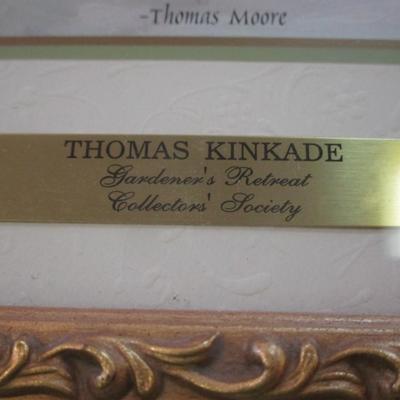 -Thomas Moore
THOMAS KINKADE
Gardener's Retreat
Collectors' Society